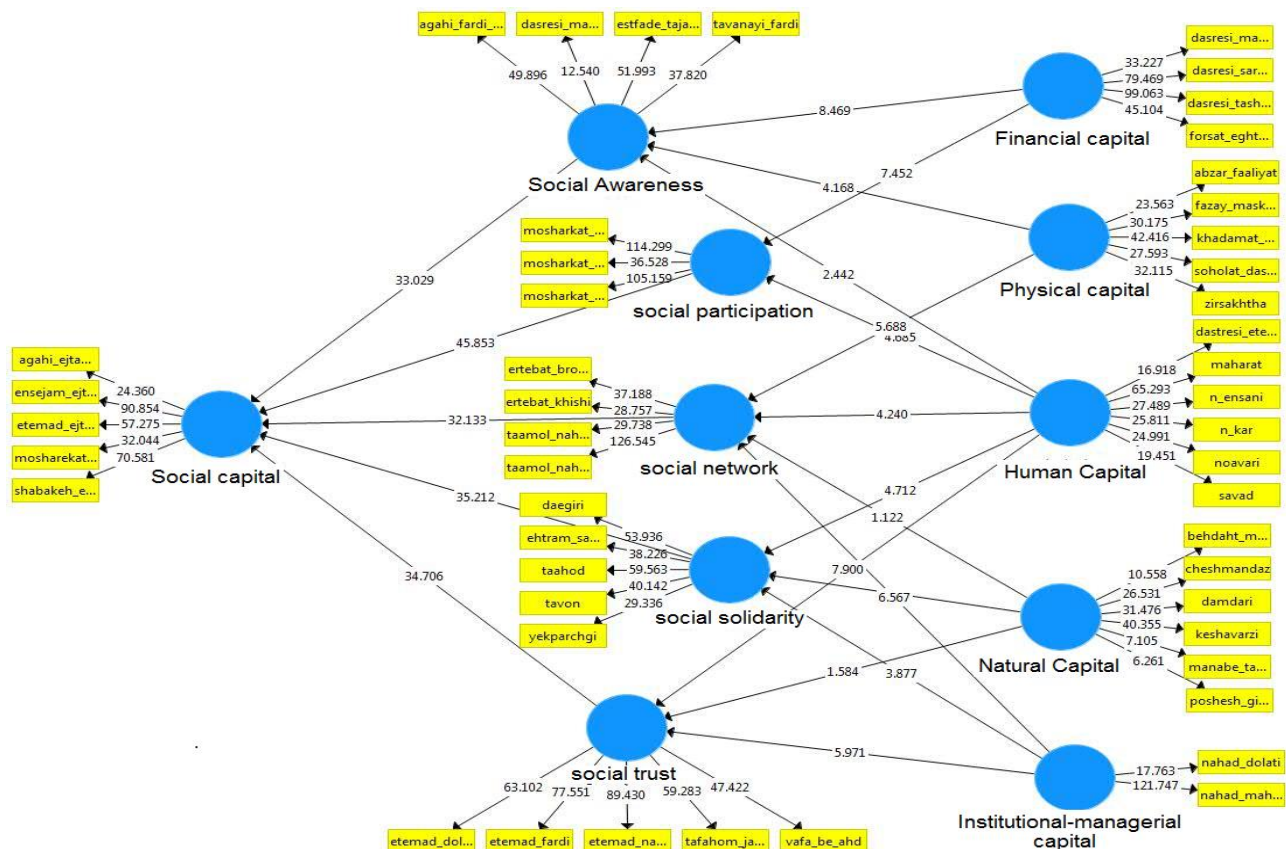 agahi_fardi_...
dasresi_ma...
estfade_taja...
tavanayi_fardi
49.896
12.540
51.993
37.820
Social Awareness
33.029
mosharkat_...
mosharkat_...
mosharkat_...
114.299
36.528
105.159
social participation
45.853
agahi_ejta...
ensejam_ejt...
etemad_ejt...
mosharekat...
shabakeh_e...
24.360
90.854
57.275
32.044
70.581
Social capital
ertebat_bro...
ertebat_khishi
taamol_nah...
taamol_nah...
37.188
28.757
29.738
126.545
social network
32.133
daegiri
ehtram_sa...
taahod
tavon
yekparchgi
53.936
38.226
59.563
40.142
29.336
social solidarity
35.212
34.706
social trust
63.102
77.551
89.430
59.283
47.422
etemad_dol...
etemad_fardi
etemad_na...
tafahom_ja...
vafa_be_ahd
8.469
7.452
4.168
2.442
5.688
4.685
4.240
4.712
1.122
7.900
6.567
1.584
3.877
5.971
Financial capital
33.227
79.469
99.063
45.104
dasresi_ma...
dasresi_sar...
dasresi_tash...
forsat_eght...
Physical capital
23.563
30.175
42.416
27.593
32.115
abzar_faaliyat
fazay_mask...
khadamat_...
soholat_das...
zirsakhtha
Human Capital
16.918
65.293
27.489
25.811
24.991
19.451
dastresi_ete...
maharat
n_ensani
n_kar
noavari
savad
Natural Capital
10.558
26.531
31.476
40.355
7.105
6.261
behdaht_m...
cheshmandaz
damdari
keshavarzi
manabe_ta...
poshesh_gi...
Institutional-managerial
capital
17.763
121.747
nahad_dolati
nahad_mah...